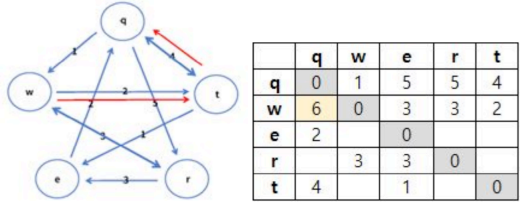 q
1
4
w
2
t
2
5
3
1
e
3
r
q w e r t
q 0 1 5 5 4
w 6 0 3 3 2
e 2 0
r 3 3 0
t 4 1 0